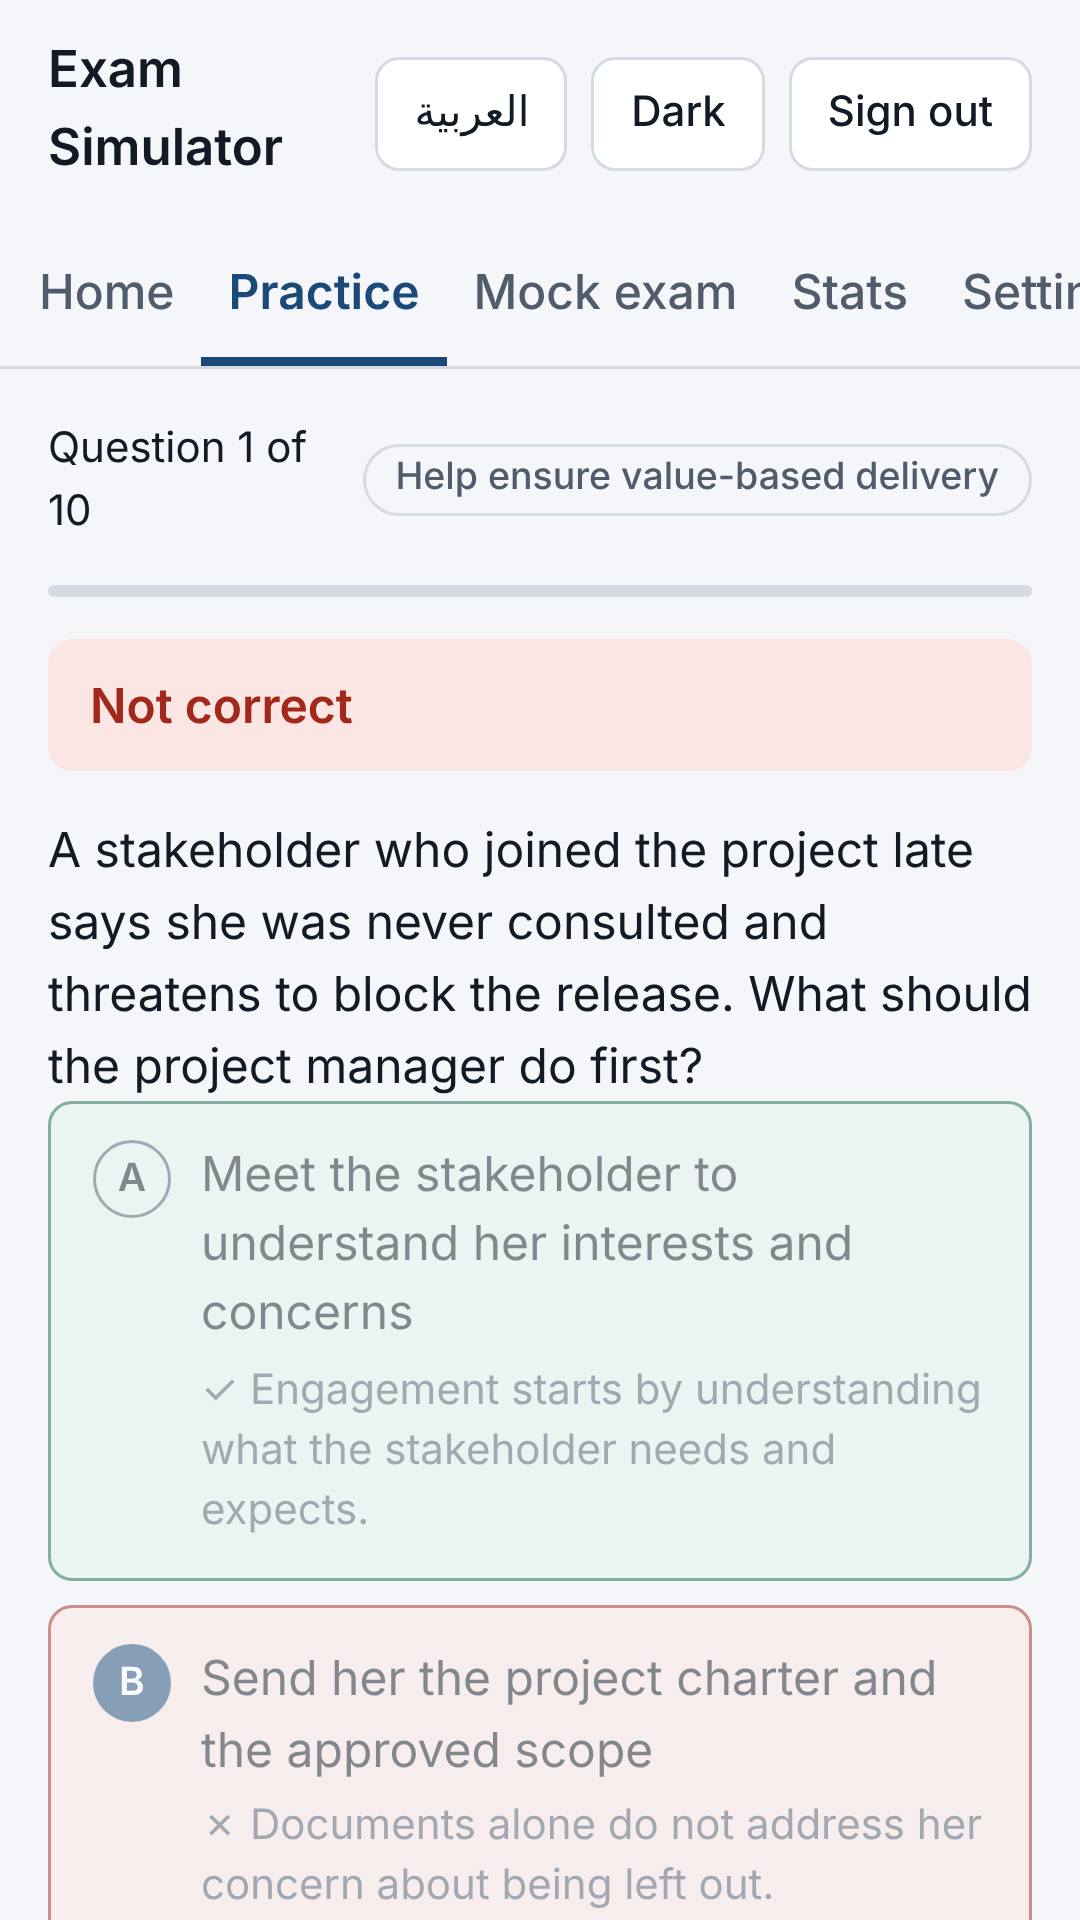 Exam
Simulator
العربية
Dark
Sign out
Home
Practice
Mock exam
Stats
Settin
Question 1 of
10
Help ensure value-based delivery
Not correct
A stakeholder who joined the project late
says she was never consulted and
threatens to block the release. What should
the project manager do first?
A
Meet the stakeholder to
understand her interests and
concerns
✓ Engagement starts by understanding
what the stakeholder needs and
expects.
B
Send her the project charter and
the approved scope
✕ Documents alone do not address her
concern about being left out.